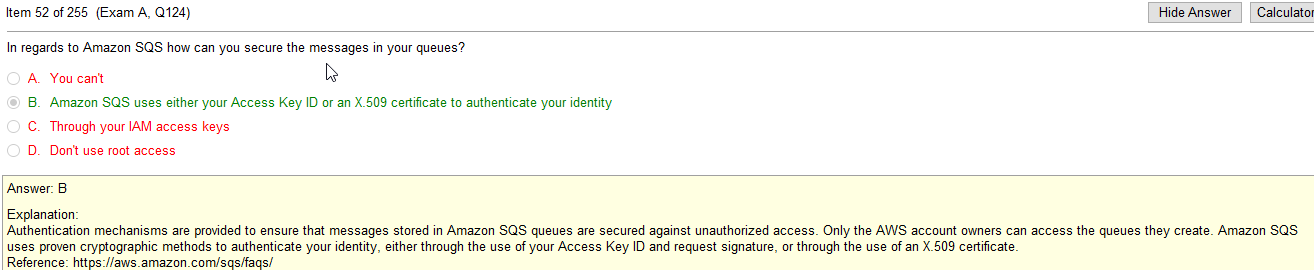 Item 52 of 255 (Exam A, Q124)
Hide Answer
Calculator
In regards to Amazon SQS how can you secure the messages in your queues?
A. You can't
B. Amazon SQS uses either your Access Key ID or an X.509 certificate to authenticate your identity
C. Through your IAM access keys
D. Don't use root access
Answer: B
Explanation:
Authentication mechanisms are provided to ensure that messages stored in Amazon SQS queues are secured against unauthorized access. Only the AWS account owners can access the queues they create. Amazon SQS
uses proven cryptographic methods to authenticate your identity, either through the use of your Access Key ID and request signature, or through the use of an X.509 certificate.
Reference: https://aws.amazon.com/sqs/faqs/